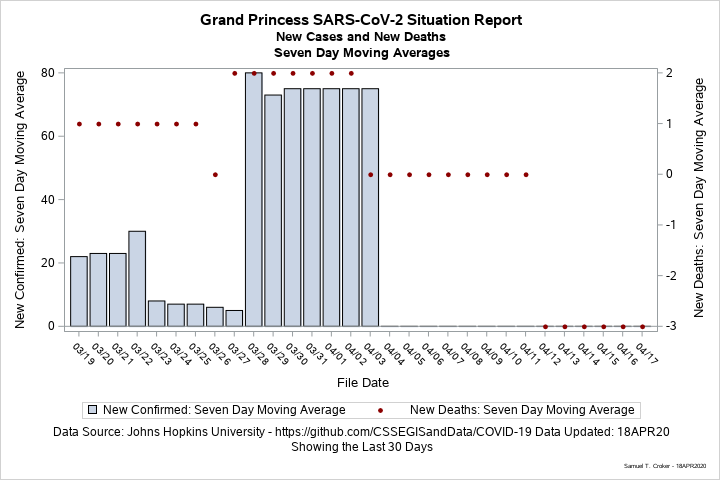 Grand Princess SARS-CoV-2 Situation Report
New Cases and New Deaths
Seven Day Moving Averages
New Confirmed: Seven Day Moving Average
80
60
40
20
0
2
1
0
-1
-2
-3
New Deaths: Seven Day Moving Average
03/19 03/20 03/21 03/22 03/23 03/24 03/25 03/26 03/27 03/28 03/29 03/30 03/31 04/01 04/02 04/03 04/04 04/05 04/06 04/07 04/08 04/09 04/10 04/11 04/12 04/13 04/14 04/15 04/16 04/17
File Date
New Confirmed: Seven Day Moving Average New Deaths: Seven Day Moving Average
Data Source: Johns Hopkins University - https://github.com/CSSEGISandData/COVID-19 Data Updated: 18APR20
Showing the Last 30 Days
Samuel T. Croker - 18APR2020